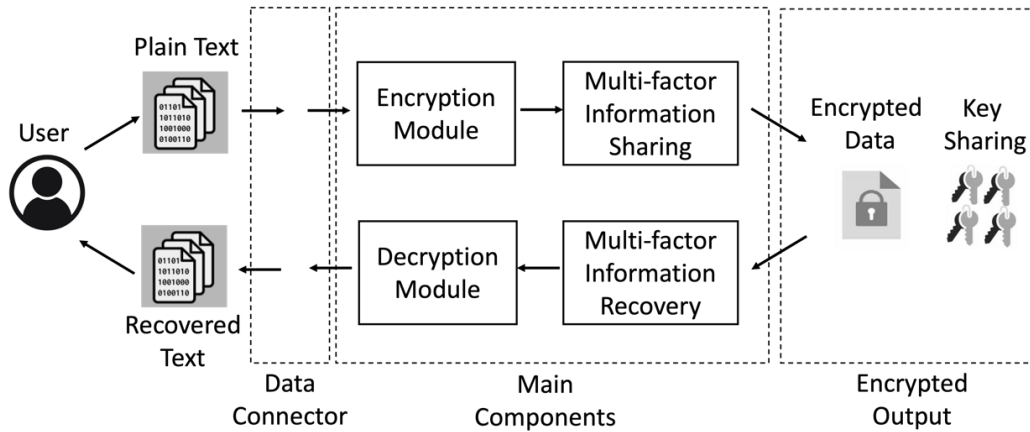 Plain Text
01101
1011010
1001000
0100110
User
Encryption
Module
Multi-factor
Information
Sharing
Encrypted
Data
Key
Sharing
01101
1011010
1001000
0100110
Recovered
Text
Decryption
Module
Multi-factor
Information
Recovery
Data
Connector
Main
Components
Encrypted
Output